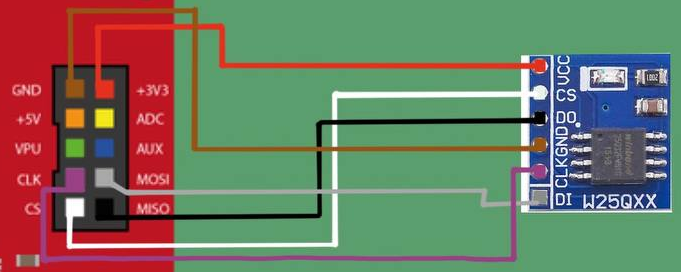 GND +3V3
+5V ADC
VPU AUX
CLK MOSI
CS MISO
VCC
CS
DO
GND
CLK
DI W25QXX